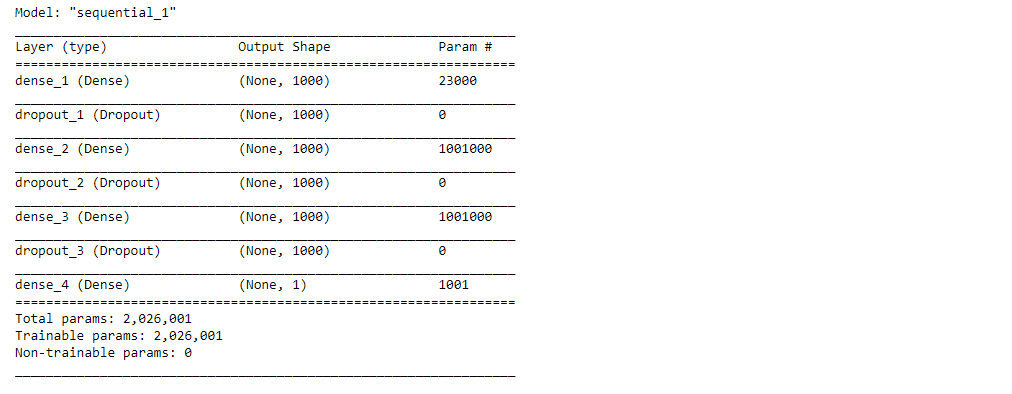 Model: "sequential_1"
Layer (type) Output Shape Param #
dense_1 (Dense) (None, 1000) 23000
dropout_1 (Dropout) (None, 1000) 0
dense_2 (Dense) (None, 1000) 1001000
dropout_2 (Dropout) (None, 1000) 0
dense_3 (Dense) (None, 1000) 1001000
dropout_3 (Dropout) (None, 1000) 0
dense_4 (Dense) (None, 1) 1001
Total params: 2,026,001
Trainable params: 2,026,001
Non-trainable params: 0